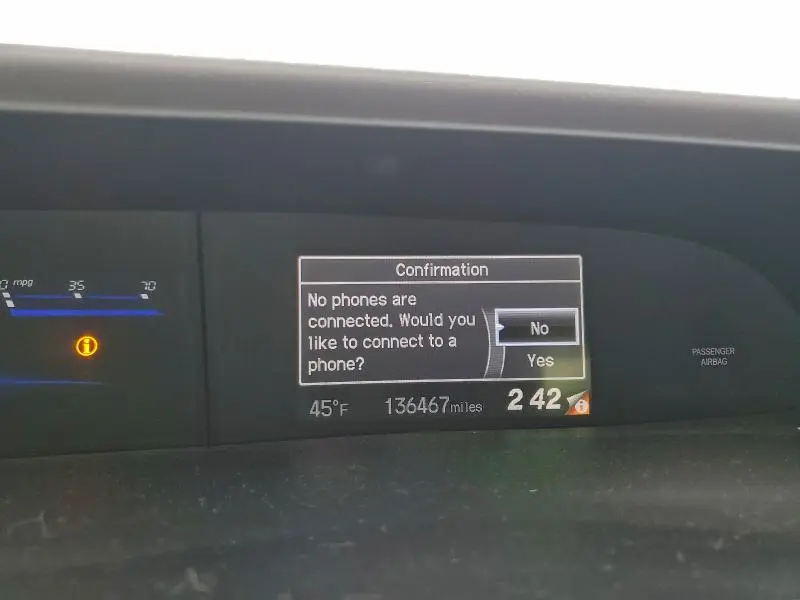 0 mpg 35 70
Confirmation
No phones are
connected. Would you
like to connect to a
phone?
No
Yes
PASSENGER
AIRBAG
45°F 136467miles 2 42